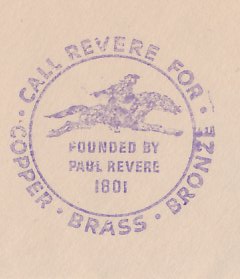 · CALL REVERE FOR ·
COPPER · BRASS · BRONZE
FOUNDED BY
PAUL REVERE
1801